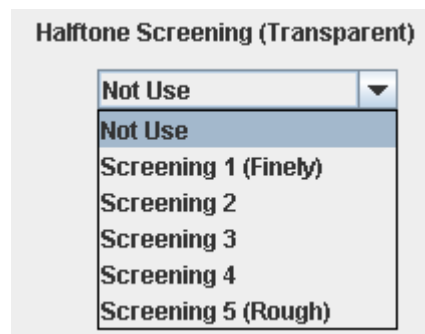 Halftone Screening (Transparent)
Not Use
Not Use
Screening 1 (Finely)
Screening 2
Screening 3
Screening 4
Screening 5 (Rough)